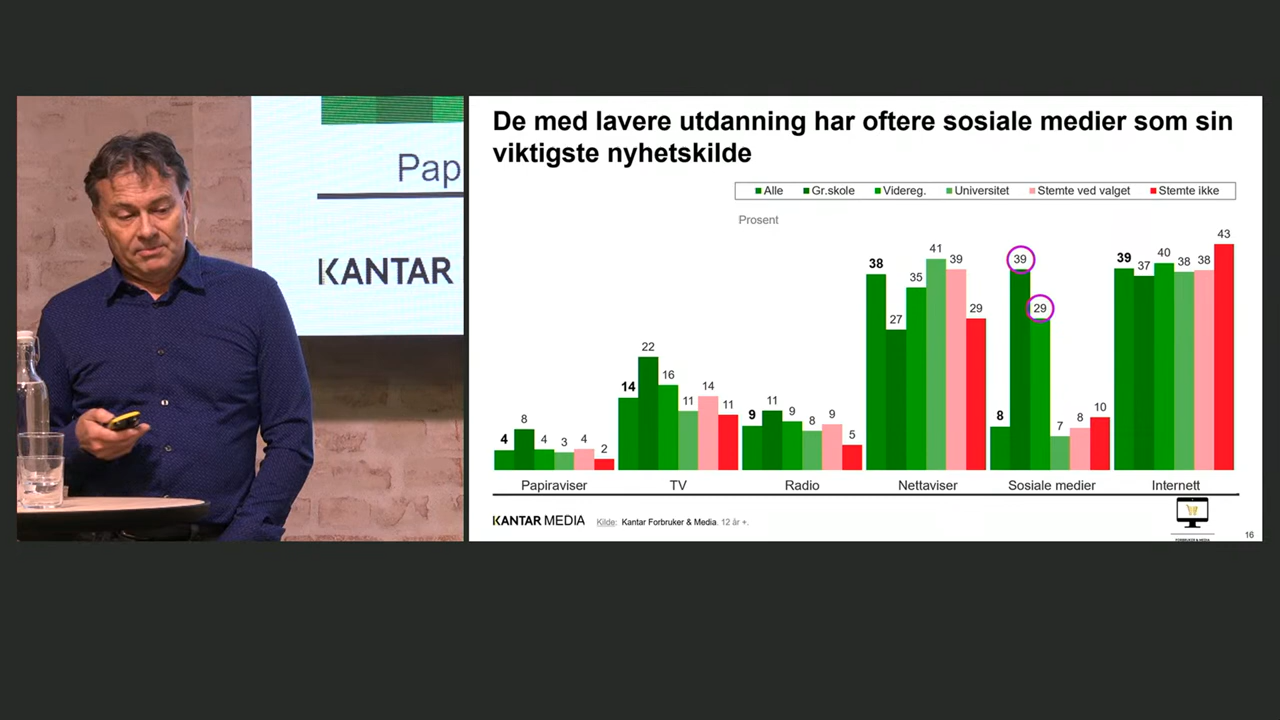 Pap
KANTAR
De med lavere utdanning har oftere sosiale medier som sin
viktigste nyhetskilde
Alle Gr.skole Videreg. Universitet Stemte ved valget Stemte ikke
Prosent
4 8 4 3 4 2
14 22 16 11 14 11
9 11 9 8 9 5
38 27 35 41 39 29
8 39 29 7 8 10
39 37 40 38 38 43
Papiraviser TV Radio Nettaviser Sosiale medier Internett
KANTAR MEDIA Kilde: Kantar Forbruker & Media. 12 år +.
FORBRUKER & MEDIA
16